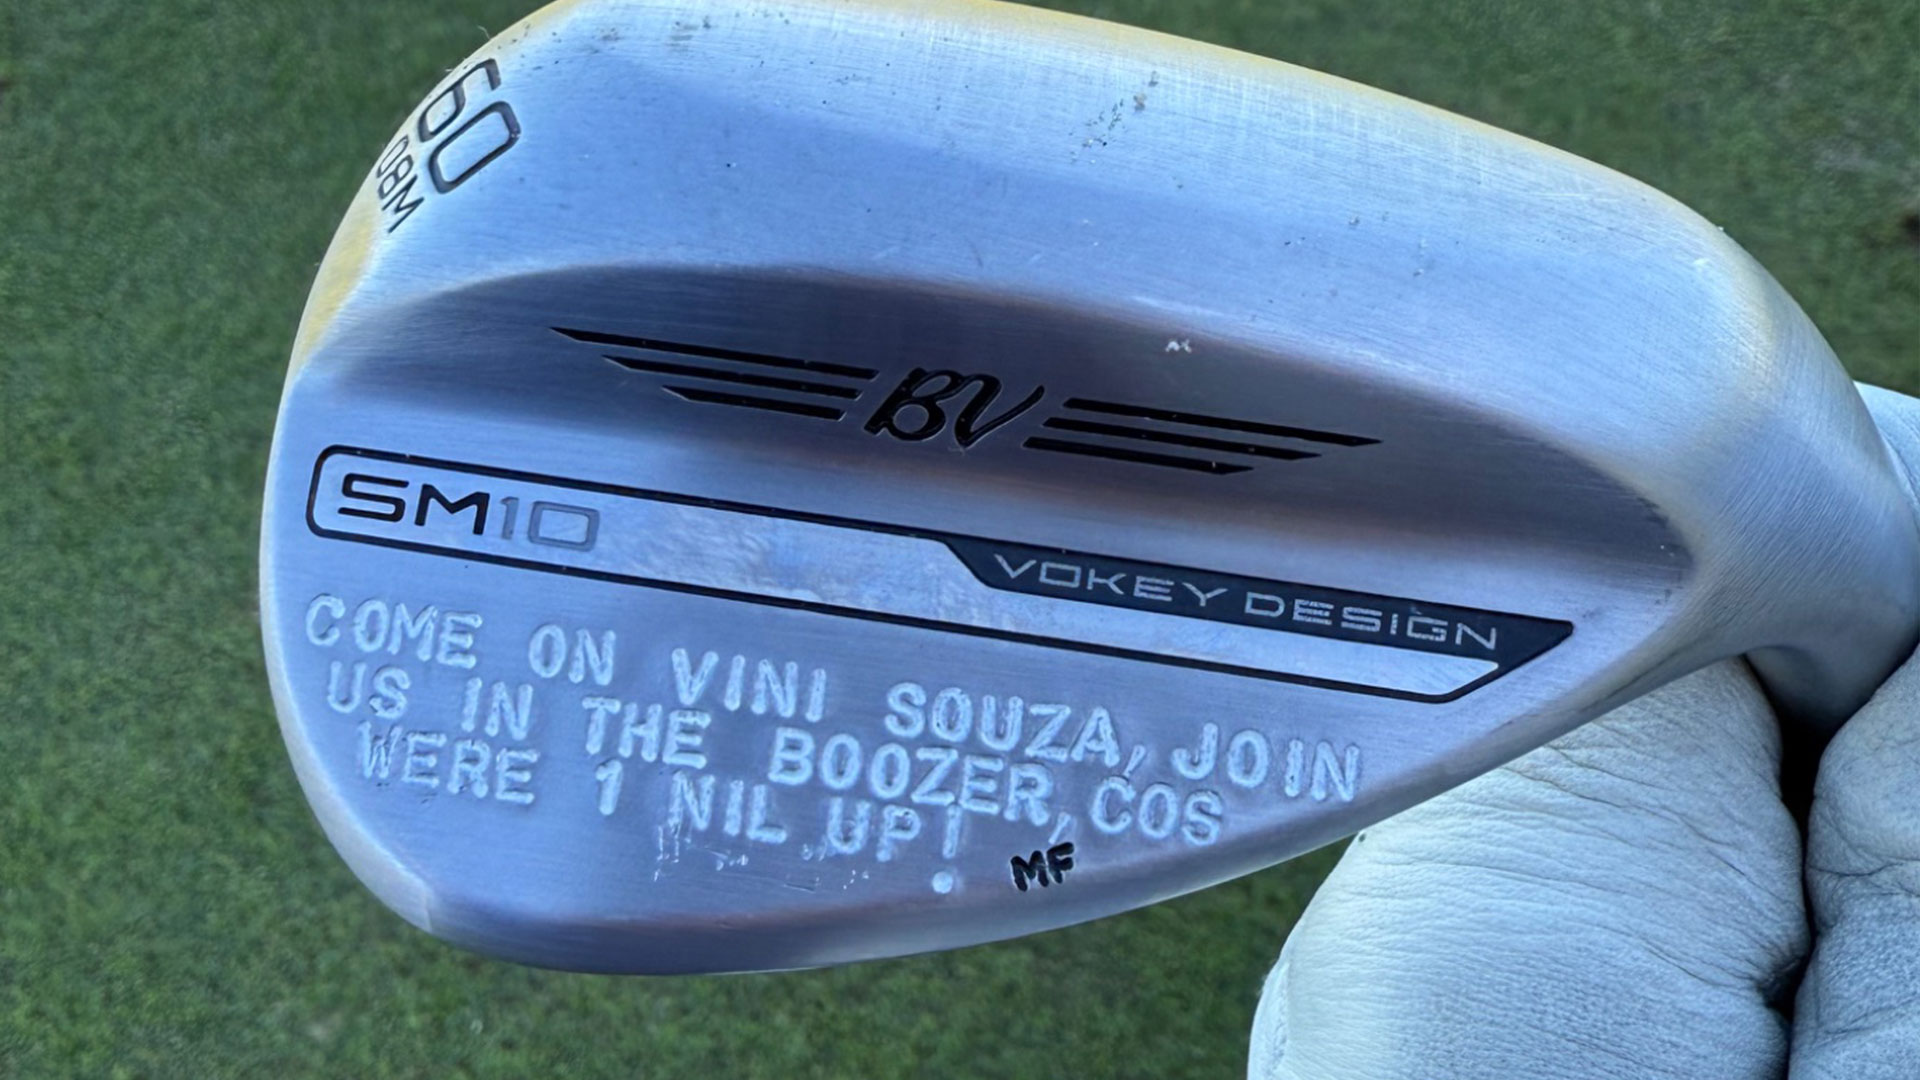 60
08M
BV
SM10
VOKEY DESIGN
COME ON VINI SOUZA, JOIN
US IN THE BOOZER, COS
WERE 1 NIL UP!
MF